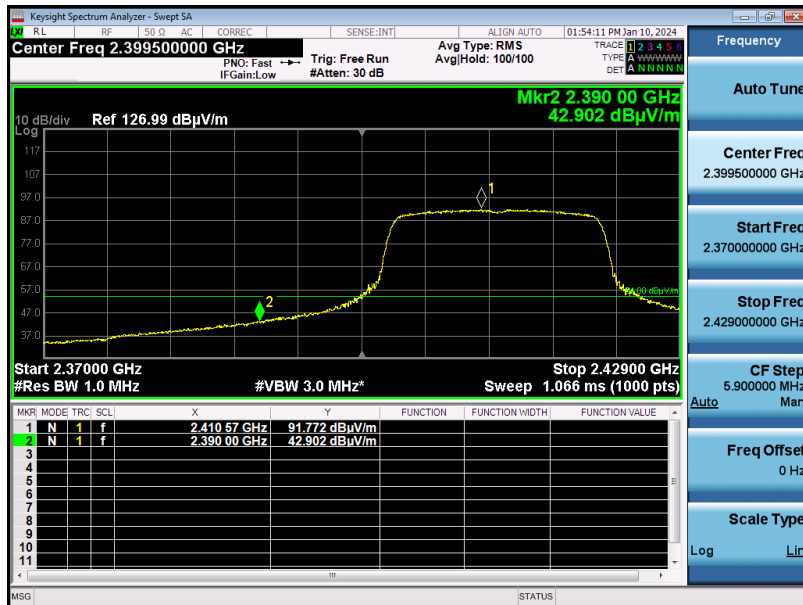 Keysight Spectrum Analyzer - Swept SA
LXI RL RF 50 Ω AC CORREC SENSE:INT ALIGN AUTO 01:54:11 PM Jan 10, 2024
Center Freq 2.399500000 GHz
PNO: Fast
IFGain:Low
Trig: Free Run
#Atten: 30 dB
Avg Type: RMS
Avg|Hold: 100/100
TRACE 1 2 3 4 5 6
TYPE A WWWWW
DET A N N N N N
Mkr2 2.390 00 GHz
42.902 dBµV/m
10 dB/div Ref 126.99 dBµV/m
Log
117
107
97.0
87.0
77.0
67.0
57.0
47.0
37.0
1
2
Start 2.37000 GHz Stop 2.42900 GHz
#Res BW 1.0 MHz #VBW 3.0 MHz* Sweep 1.066 ms (1000 pts)
MKR MODE TRC SCL X Y FUNCTION FUNCTION WIDTH FUNCTION VALUE
1 N 1 f 2.410 57 GHz 91.772 dBµV/m
2 N 1 f 2.390 00 GHz 42.902 dBµV/m
3
4
5
6
7
8
9
10
11
MSG STATUS
Frequency
Auto Tune
Center Freq
2.399500000 GHz
Start Freq
2.370000000 GHz
Stop Freq
2.429000000 GHz
CF Step
5.900000 MHz
Auto Man
Freq Offset
0 Hz
Scale Type
Log Lin